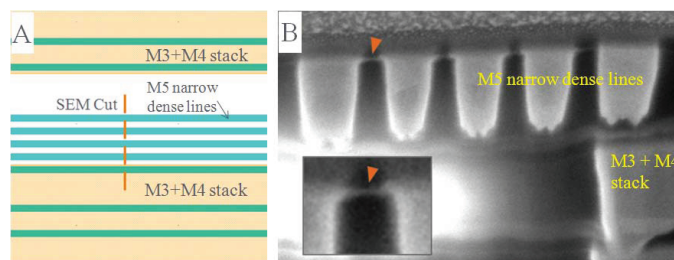 A
M3+M4 stack
M5 narrow
dense lines
SEM Cut
M3+M4 stack
B
M5 narrow dense lines
M3 + M4
stack